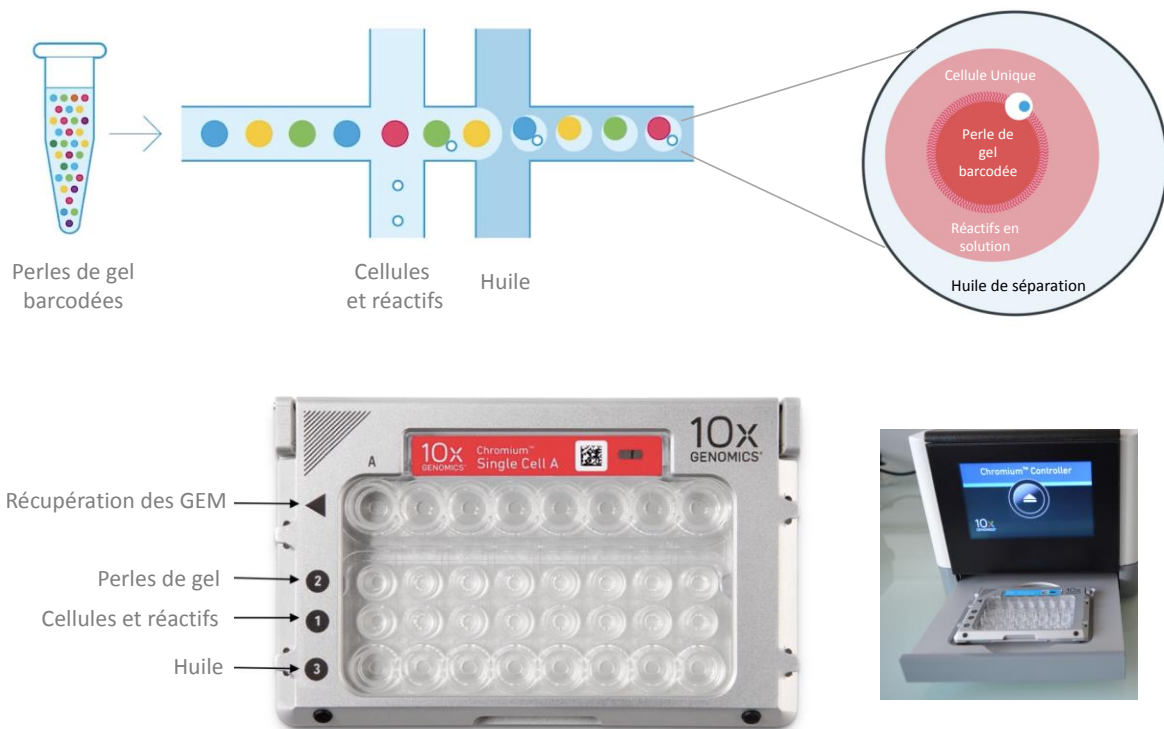 Cellule Unique
Perle de
gel
barcodée
Réactifs en
solution
Huile de séparation
Perles de gel
barcodées
Cellules
et réactifs
Huile
10x
GENOMICS®
Chromium™
Single Cell A
10x
GENOMICS®
A
Récupération des GEM
Perles de gel
2
Cellules et réactifs
1
Huile
3
Chromium™ Controller
10x
GENOMICS